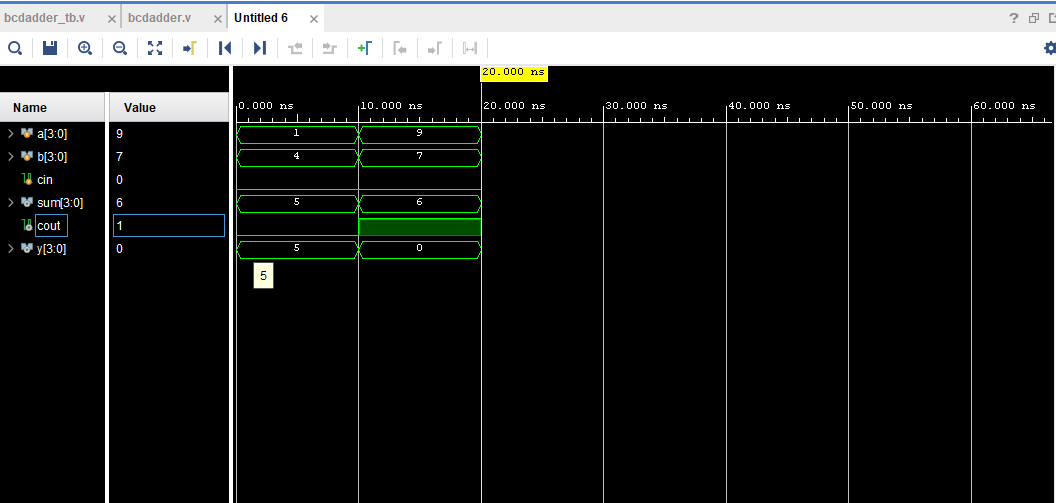 bcdadder_tb.v × bcdadder.v × Untitled 6 ×
?
20.000 ns
Name Value
0.000 ns 10.000 ns 20.000 ns 30.000 ns 40.000 ns 50.000 ns 60.000 ns
a[3:0] 9 1 9
b[3:0] 7 4 7
cin 0
sum[3:0] 6 5 6
cout 1
y[3:0] 0 5 0
5